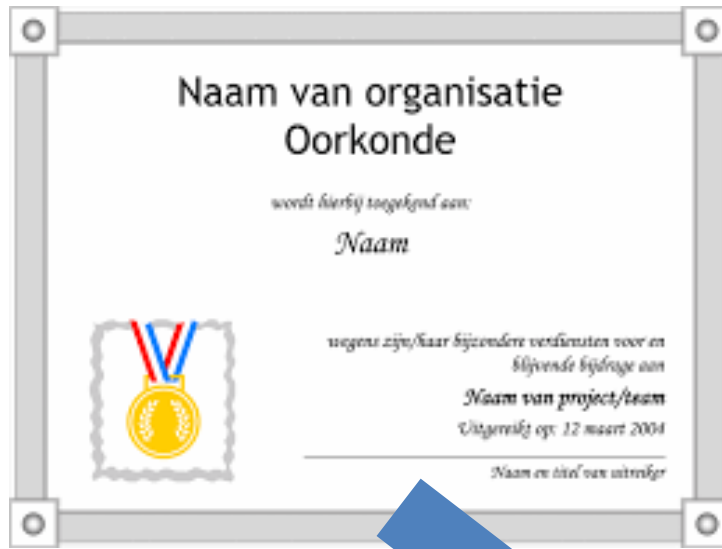 Naam van organisatie
Oorkonde
wordt hierbij toegekend aan:
Naam
wegens zijn/haar bijzondere verdiensten voor en
blijvende bijdrage aan
Naam van project/team
Uitgereikt op: 12 maart 2004
Naam en titel van uitreiker